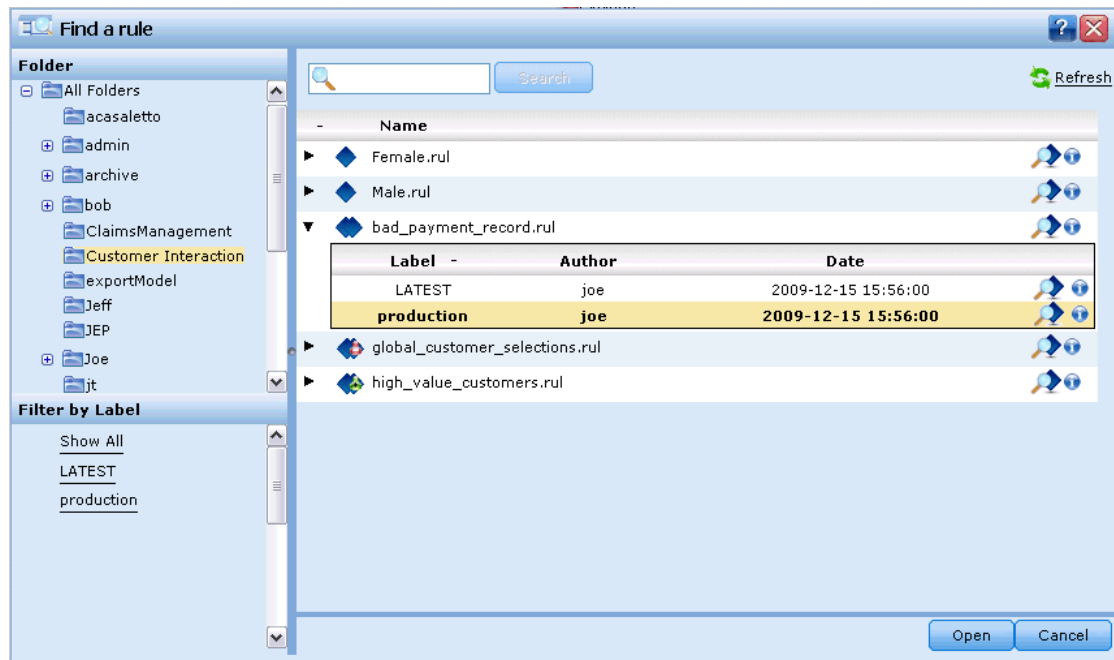 Find a rule
?
Folder
All Folders
acasaletto
admin
archive
bob
ClaimsManagement
Customer Interaction
exportModel
Jeff
JEP
Joe
jt
Filter by Label
Show All
LATEST
production
Search
Refresh
- Name
Female.rul
Male.rul
bad_payment_record.rul
Label - Author Date
LATEST joe 2009-12-15 15:56:00
production joe 2009-12-15 15:56:00
global_customer_selections.rul
high_value_customers.rul
Open Cancel